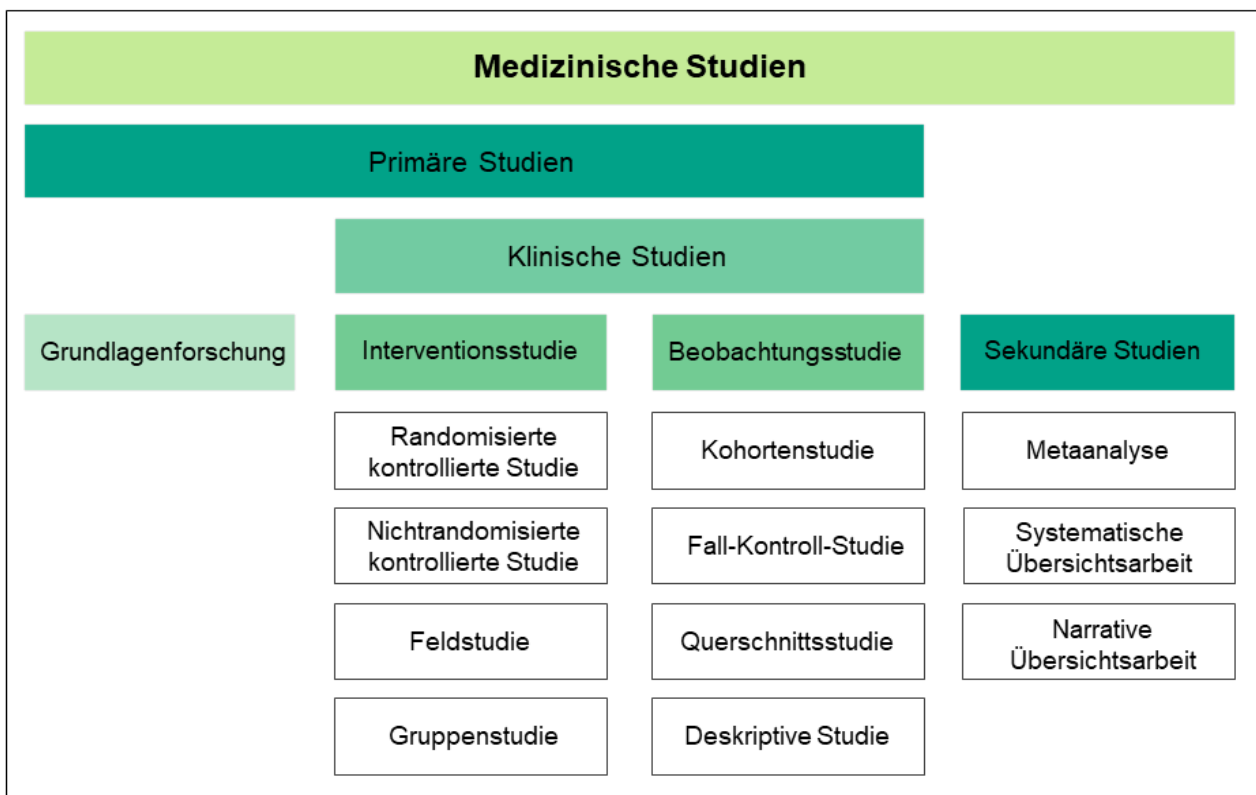 Medizinische Studien
Primäre Studien
Klinische Studien
Grundlagenforschung
Interventionsstudie
Beobachtungsstudie
Sekundäre Studien
Randomisierte
kontrollierte Studie
Kohortenstudie
Metaanalyse
Nichtrandomisierte
kontrollierte Studie
Fall-Kontroll-Studie
Systematische
Übersichtsarbeit
Feldstudie
Querschnittsstudie
Narrative
Übersichtsarbeit
Gruppenstudie
Deskriptive Studie